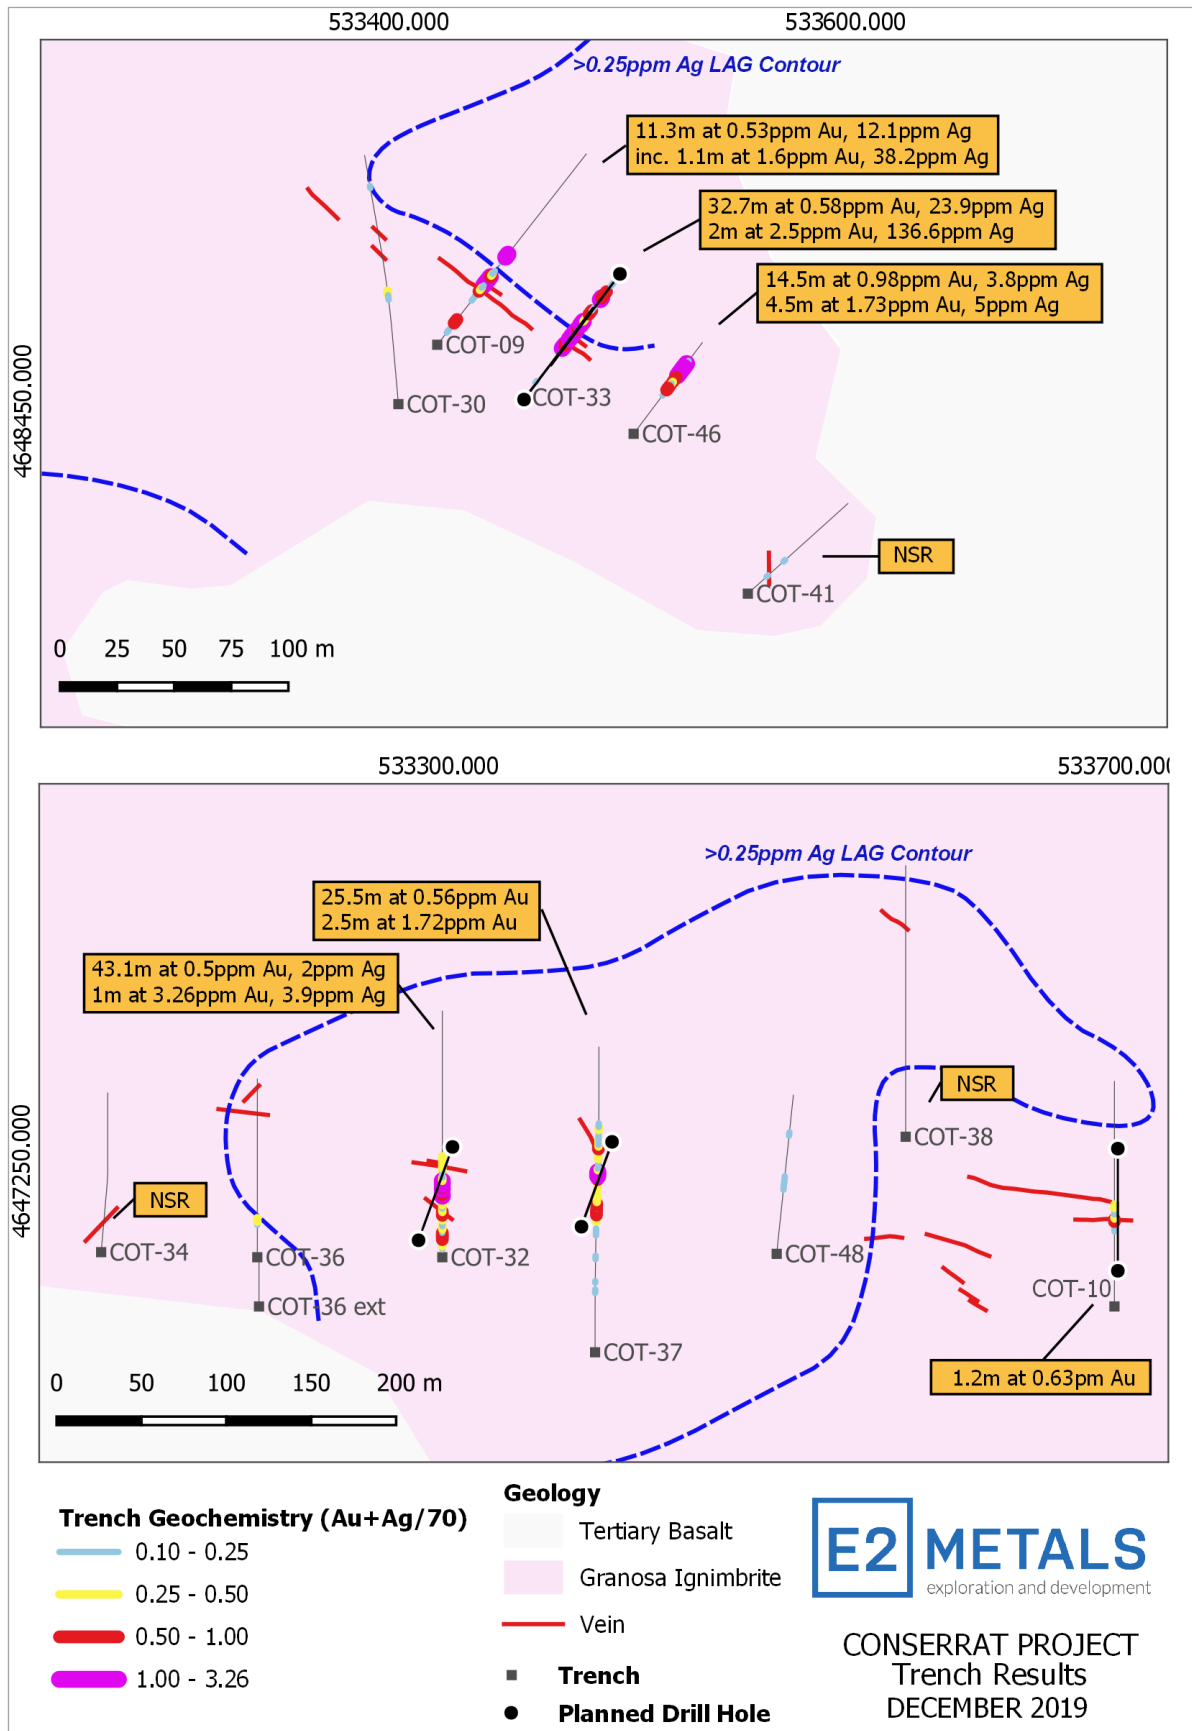 533400.000
533600.000
>0.25ppm Ag LAG Contour
11.3m at 0.53ppm Au, 12.1ppm Ag
inc. 1.1m at 1.6ppm Au, 38.2ppm Ag
32.7m at 0.58ppm Au, 23.9ppm Ag
2m at 2.5ppm Au, 136.6ppm Ag
14.5m at 0.98ppm Au, 3.8ppm Ag
4.5m at 1.73ppm Au, 5ppm Ag
4648450.000
COT-09
COT-30
COT-33
COT-46
NSR
COT-41
0 25 50 75 100 m
533300.000
533700.000
>0.25ppm Ag LAG Contour
25.5m at 0.56ppm Au
2.5m at 1.72ppm Au
43.1m at 0.5ppm Au, 2ppm Ag
1m at 3.26ppm Au, 3.9ppm Ag
NSR
4647250.000
COT-38
NSR
COT-34
COT-36
COT-32
COT-48
COT-10
COT-36 ext
COT-37
1.2m at 0.63pm Au
0 50 100 150 200 m
Trench Geochemistry (Au+Ag/70)
0.10 - 0.25
0.25 - 0.50
0.50 - 1.00
1.00 - 3.26
Geology
Tertiary Basalt
Granosa Ignimbrite
Vein
Trench
Planned Drill Hole
E2 METALS
exploration and development
CONSERRAT PROJECT
Trench Results
DECEMBER 2019